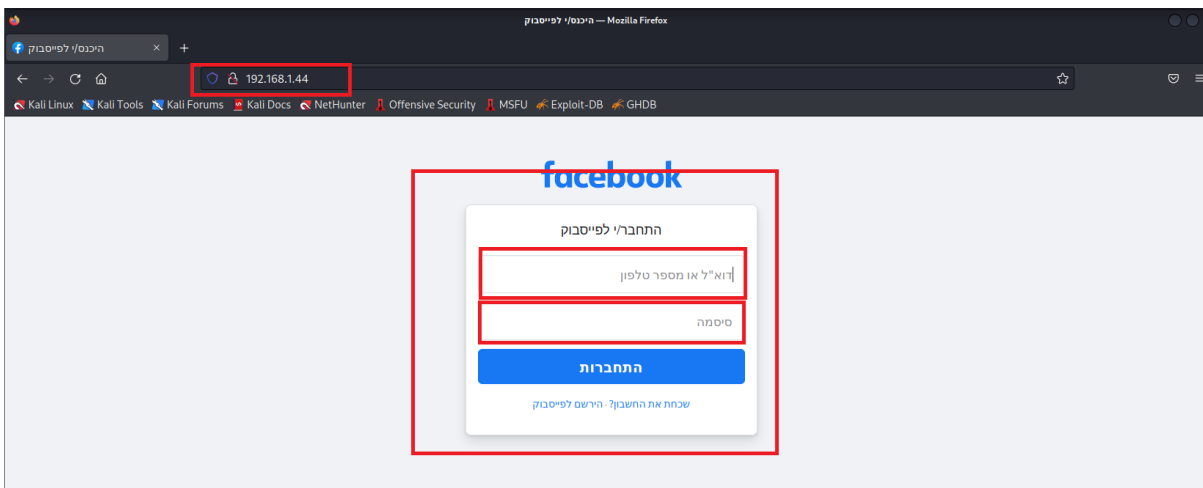 היכנס/י לפייסבוק — Mozilla Firefox
היכנס/י לפייסבוק × +
192.168.1.44
Kali Linux Kali Tools Kali Forums Kali Docs NetHunter Offensive Security MSFU Exploit-DB GHDB
facebook
התחבר/י לפייסבוק
דוא"ל או מספר טלפון
סיסמה
התחברות
שכחת את החשבון? · הירשם לפייסבוק